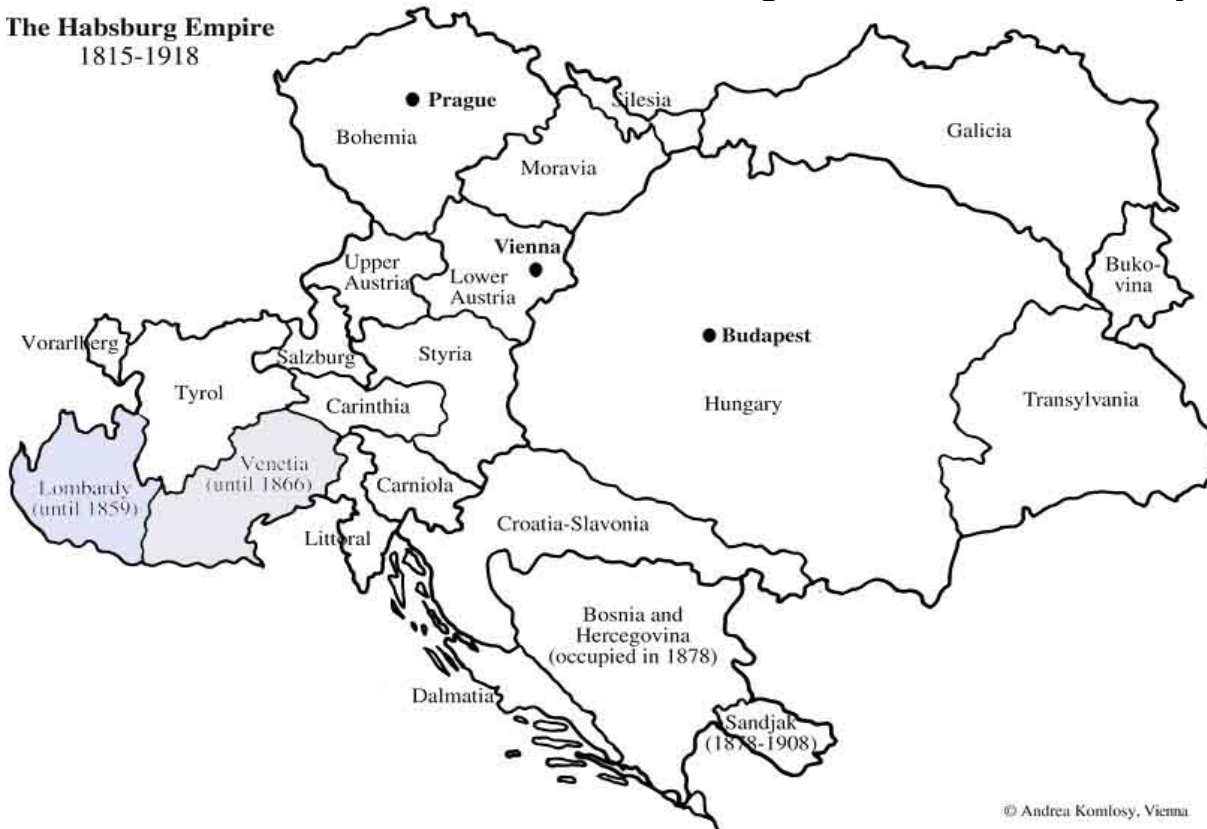 The Habsburg Empire
1815-1918
Prague
Bohemia
Silesia
Moravia
Galicia
Vienna
Upper
Austria
Lower
Austria
Buko-
vina
Vorarlberg
Salzburg
Styria
Budapest
Tyrol
Carinthia
Hungary
Transylvania
Lombardy
(until 1859)
Venetia
(until 1866)
Carniola
Littoral
Croatia-Slavonia
Bosnia and
Hercegovina
(occupied in 1878)
Dalmatia
Sandjak
(1878-1908)
© Andrea Komlosy, Vienna